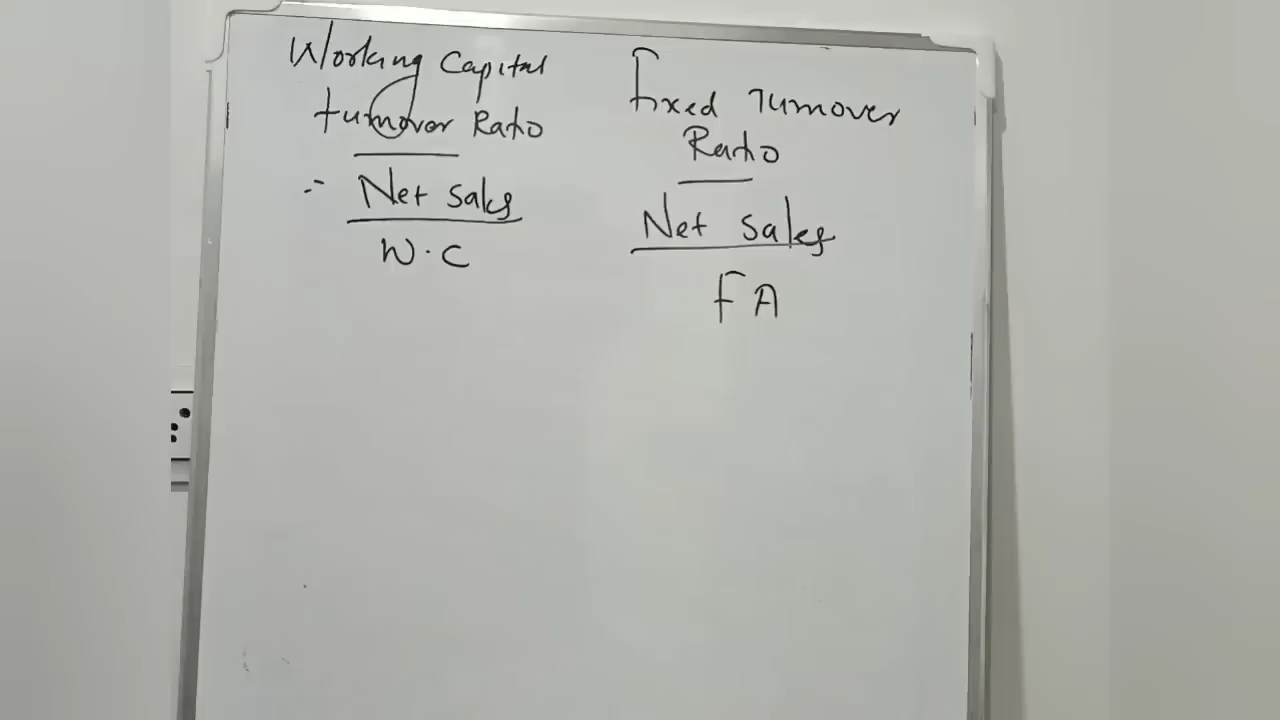 Working Capital
turnover Ratio
:- Net Sales
W.C
Fixed Turnover
Ratio
Net Sales
FA